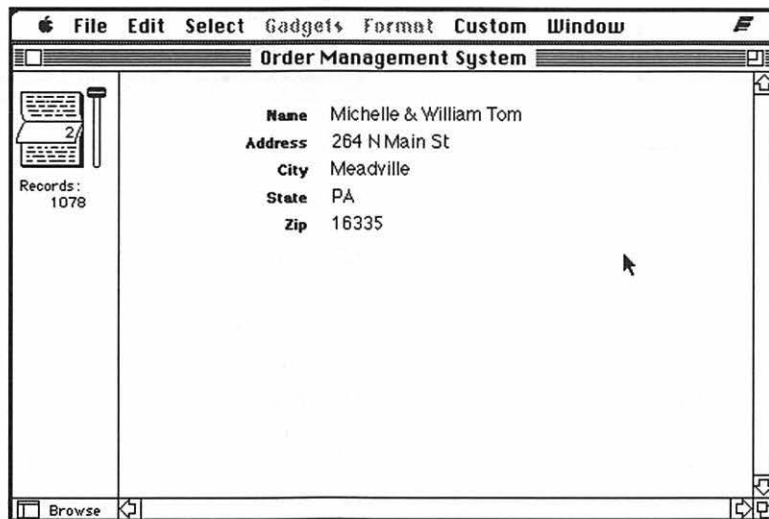 File Edit Select Gadgets Format Custom Window
Order Management System
2
Records:
1078
Name Michelle & William Tom
Address 264 N Main St
City Meadville
State PA
Zip 16335
Browse